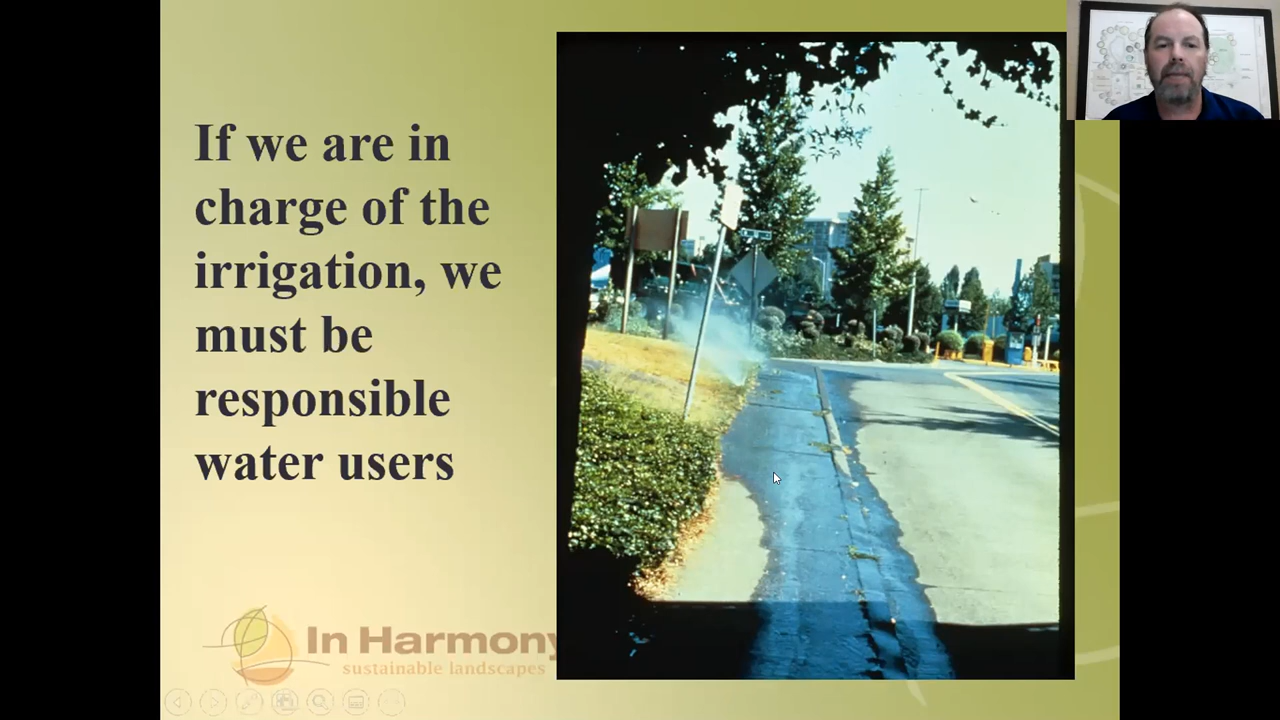 If we are in
charge of the
irrigation, we
must be
responsible
water users
In Harmony
sustainable landscapes